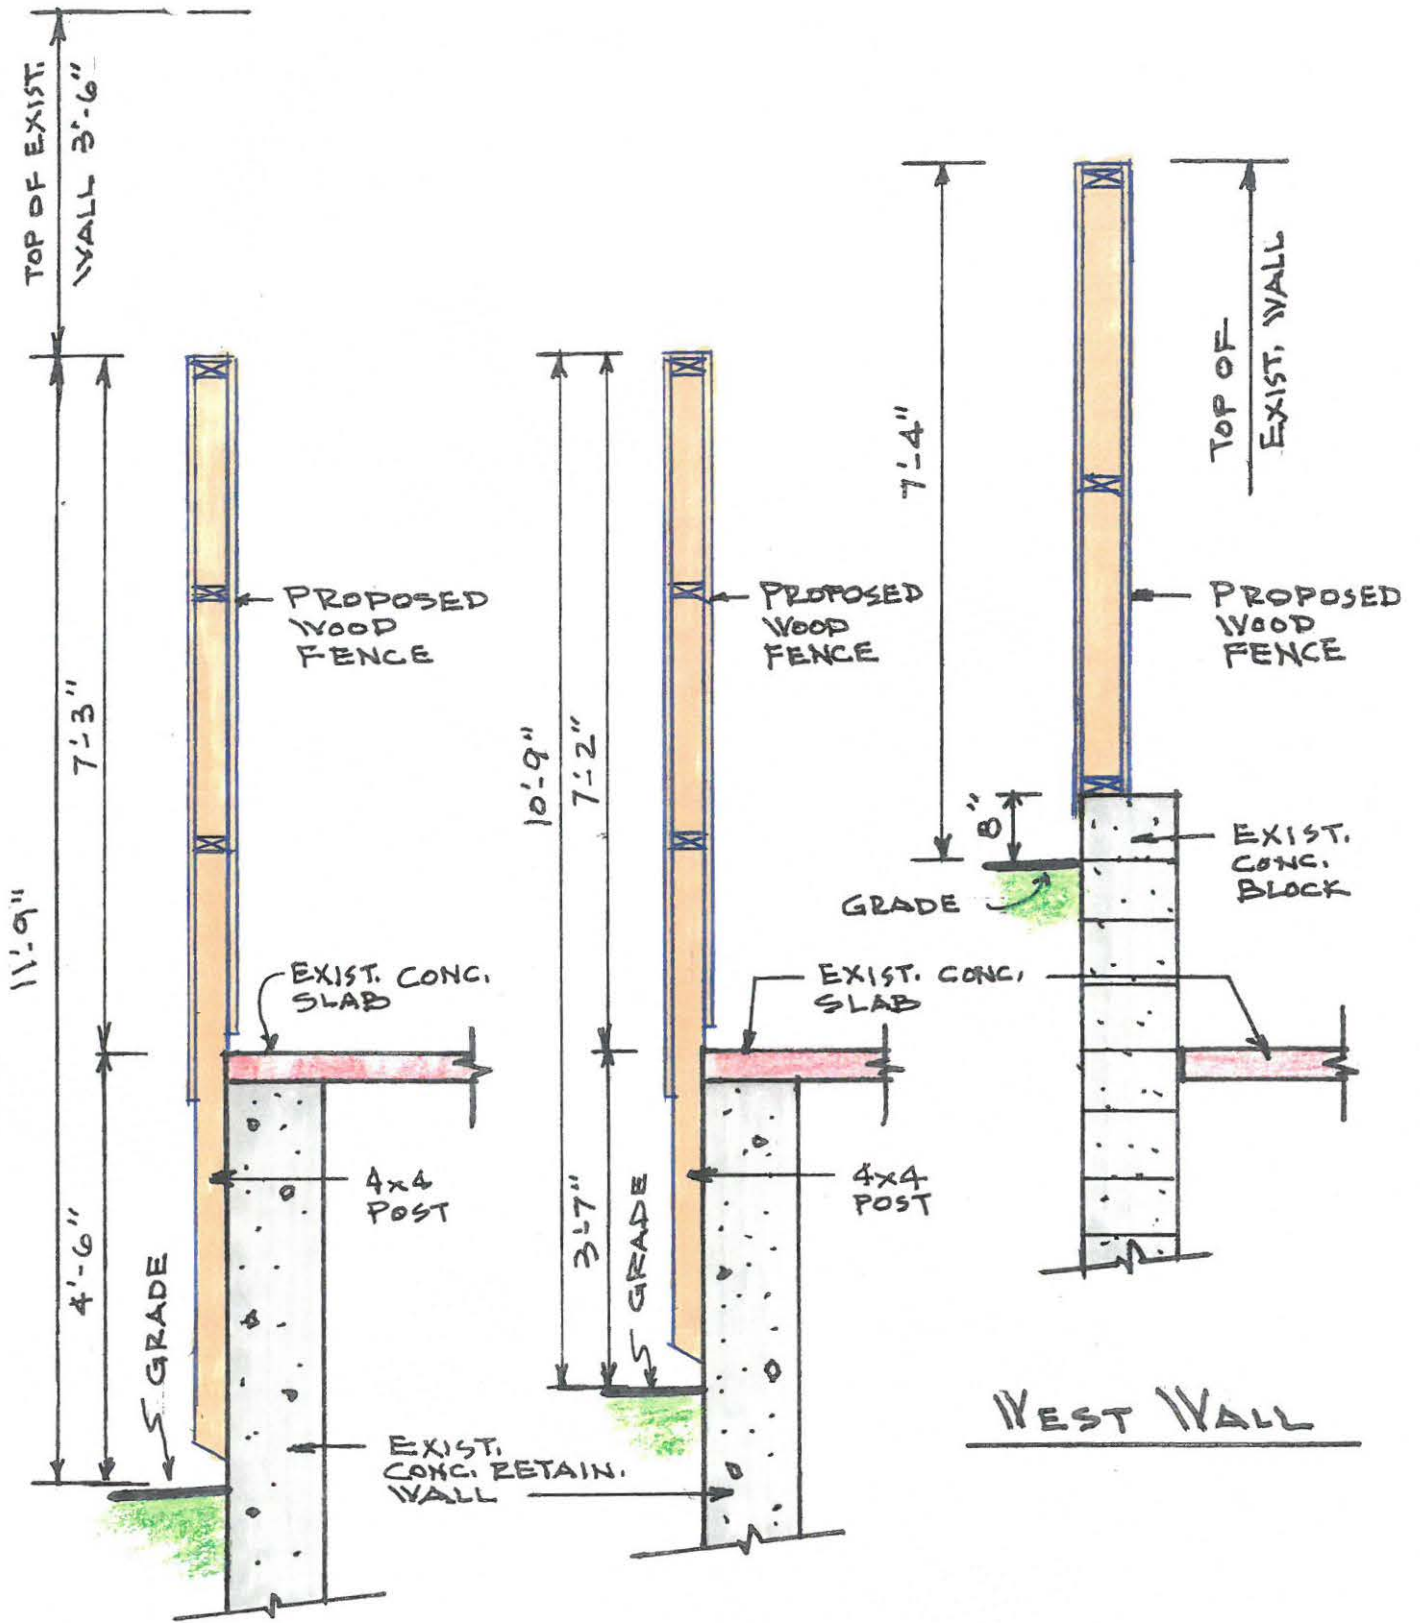 TOP OF EXIST.
WALL 3'-6"
11'-9"
7'-3"
4'-6"
GRADE
PROPOSED
WOOD
FENCE
EXIST. CONC.
SLAB
4x4
POST
EXIST.
CONC. RETAIN.
WALL
10'-9"
7'-2"
3'-7"
GRADE
PROPOSED
WOOD
FENCE
4x4
POST
7'-4"
8"
GRADE
EXIST. CONC.
SLAB
TOP OF
EXIST. WALL
PROPOSED
WOOD
FENCE
EXIST.
CONC.
BLOCK
WEST WALL